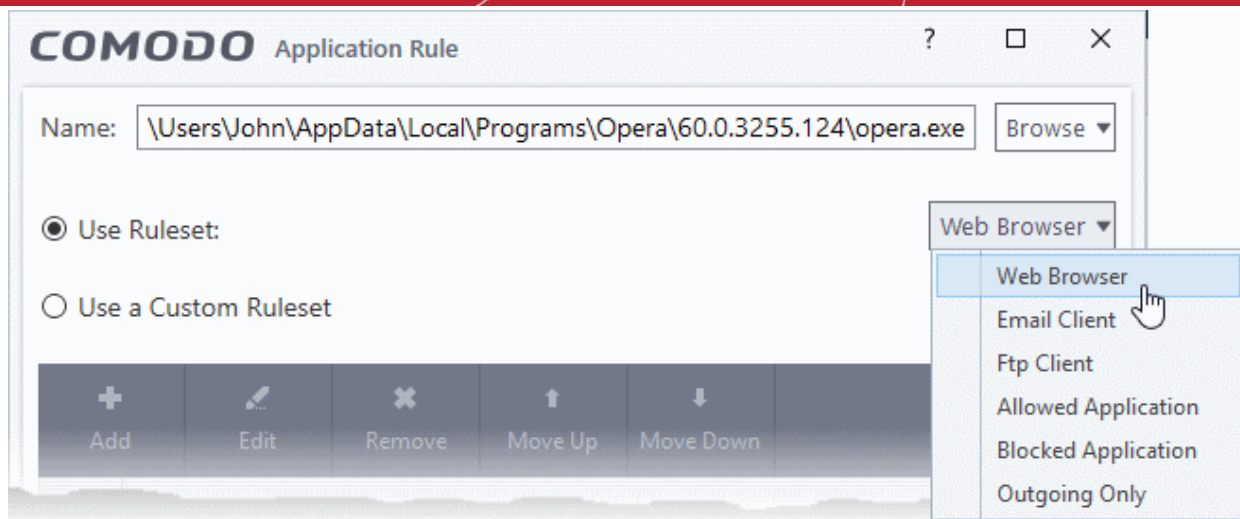 COMODO Application Rule ?
Name: \Users\John\AppData\Local\Programs\Opera\60.0.3255.124\opera.exe Browse
Use Ruleset: Web Browser
Web Browser
Use a Custom Ruleset
Email Client
Ftp Client
Allowed Application
Blocked Application
Outgoing Only
Add Edit Remove Move Up Move Down